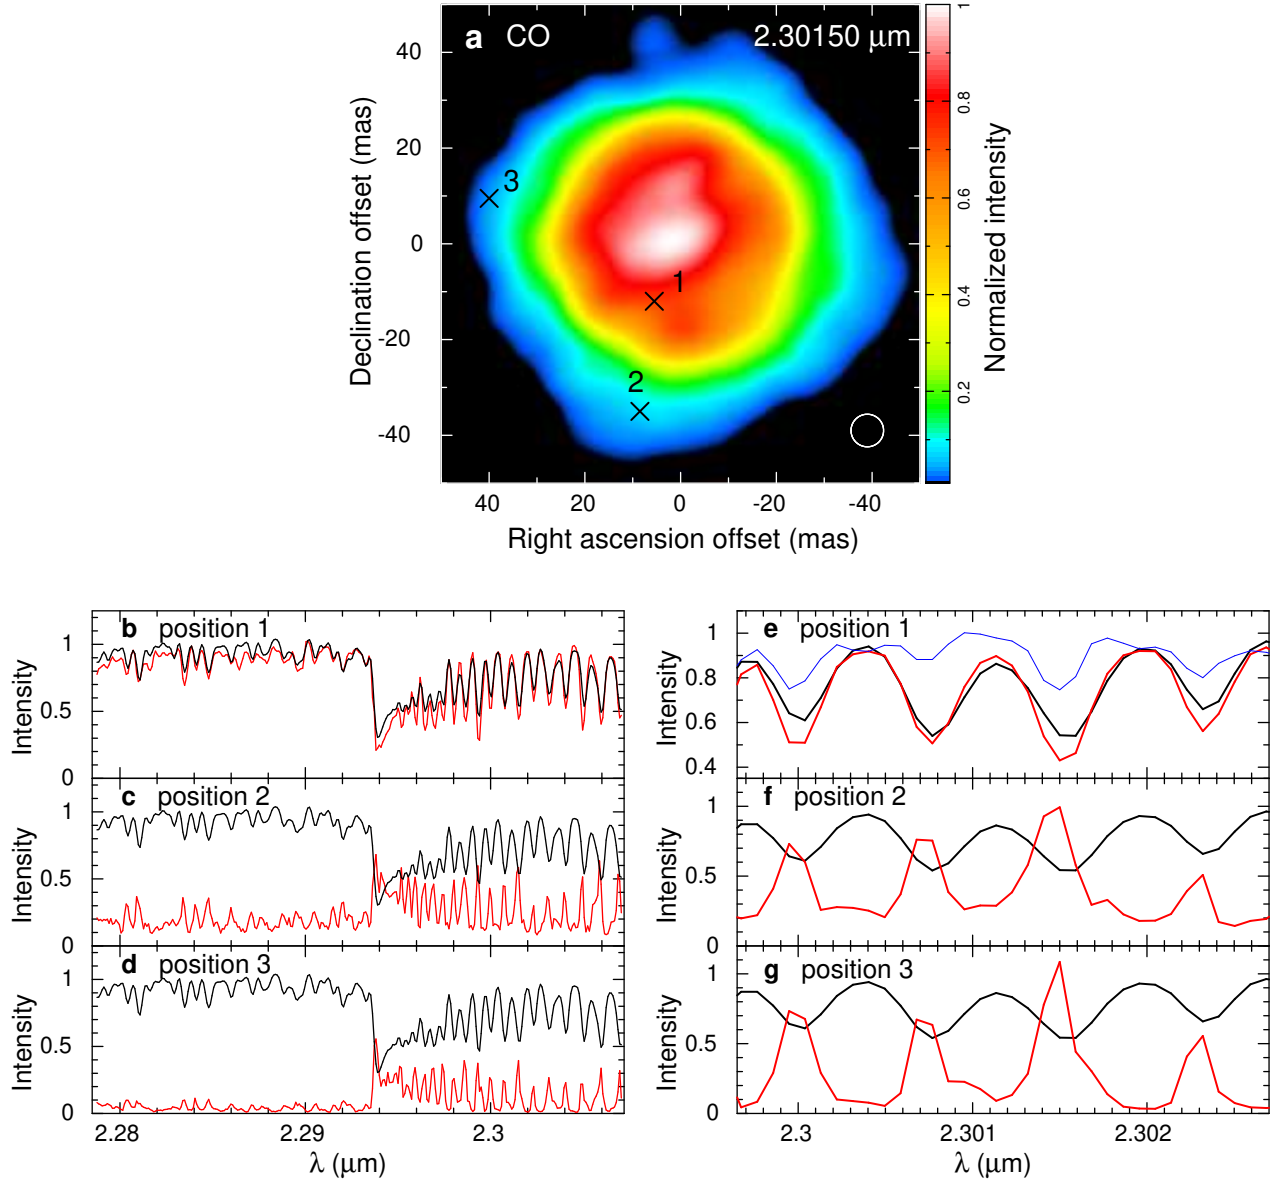 a CO 2.30150 μm
Declination offset (mas)
40
20
0
-20
-40
1
2
3
40 20 0 -20 -40
Right ascension offset (mas)
1
0.8
0.6
0.4
0.2
Normalized intensity
b position 1
Intensity
1
0.5
0
c position 2
Intensity
1
0.5
0
d position 3
Intensity
1
0.5
0
2.28 2.29 2.3
λ (μm)
e position 1
Intensity
1
0.8
0.6
0.4
f position 2
Intensity
1
0.5
0
g position 3
Intensity
1
0.5
0
2.3 2.301 2.302
λ (μm)